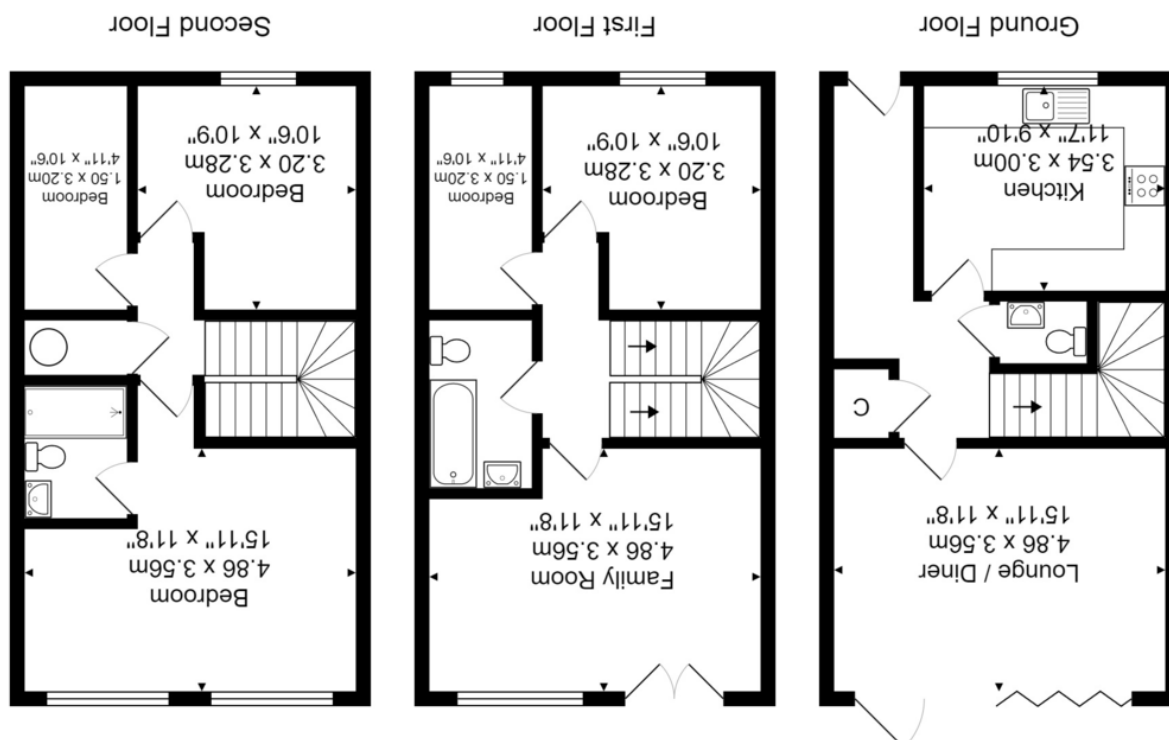 Lounge / Diner
4.86 x 3.56m
15'11" x 11'8"
C
Kitchen
3.54 x 3.00m
11'7" x 9'10"
Ground Floor
Family Room
4.86 x 3.56m
15'11" x 11'8"
Bedroom
3.20 x 3.28m
10'6" x 10'9"
Bedroom
1.50 x 3.20m
4'11" x 10'6"
First Floor
Bedroom
4.86 x 3.56m
15'11" x 11'8"
Bedroom
3.20 x 3.28m
10'6" x 10'9"
Bedroom
1.50 x 3.20m
4'11" x 10'6"
Second Floor